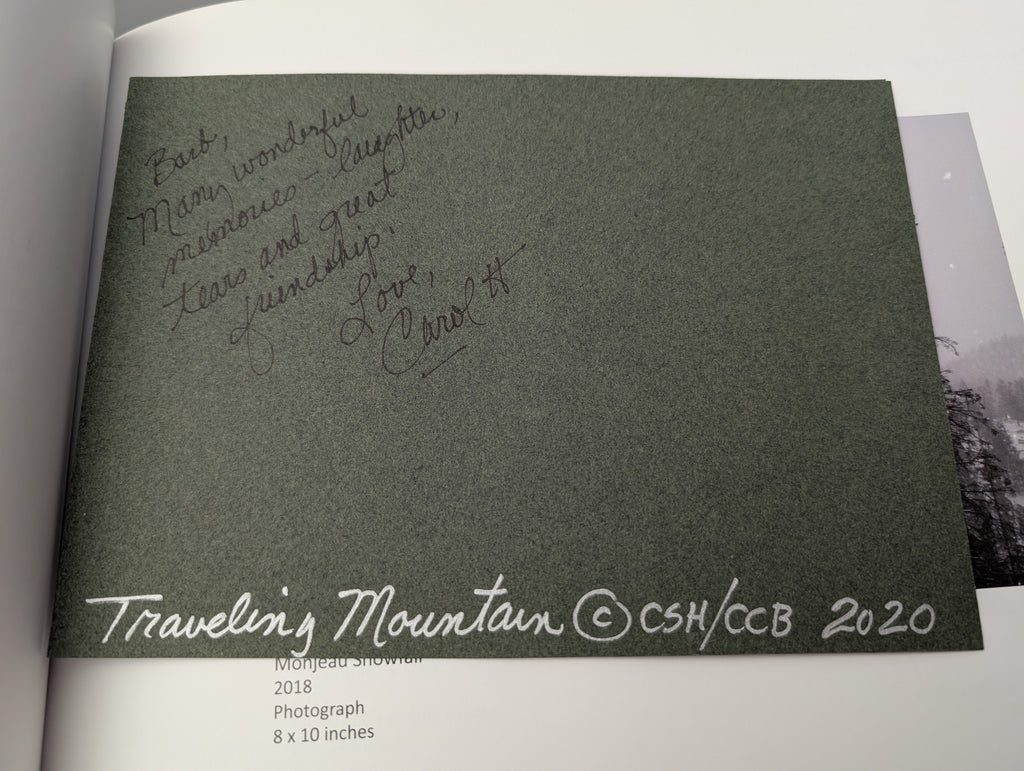 Barb,
Many wonderful
memories - laughter,
tears and great
friendship.
Love,
Carol H
Traveling Mountain © CSH/CCB 2020
Monjeau Snowfall
2018
Photograph
8 x 10 inches